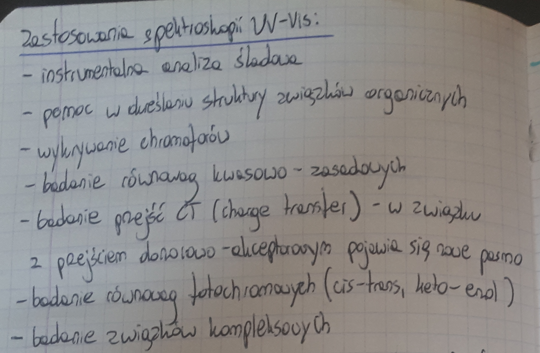 Zastosowania spektroskopii UV-Vis:
- instrumentalna analiza śladowa
- pomoc w określaniu struktury związków organicznych
- wykrywanie chromoforów
- badanie równowag kwasowo-zasadowych
- badanie przejść CT (charge transfer) - w związku
z przejściem donorowo-akceptorowym pojawia się nowe pasmo
- badanie równowag fotochromowych (cis-trans, keto-enol)
- badanie związków kompleksowych